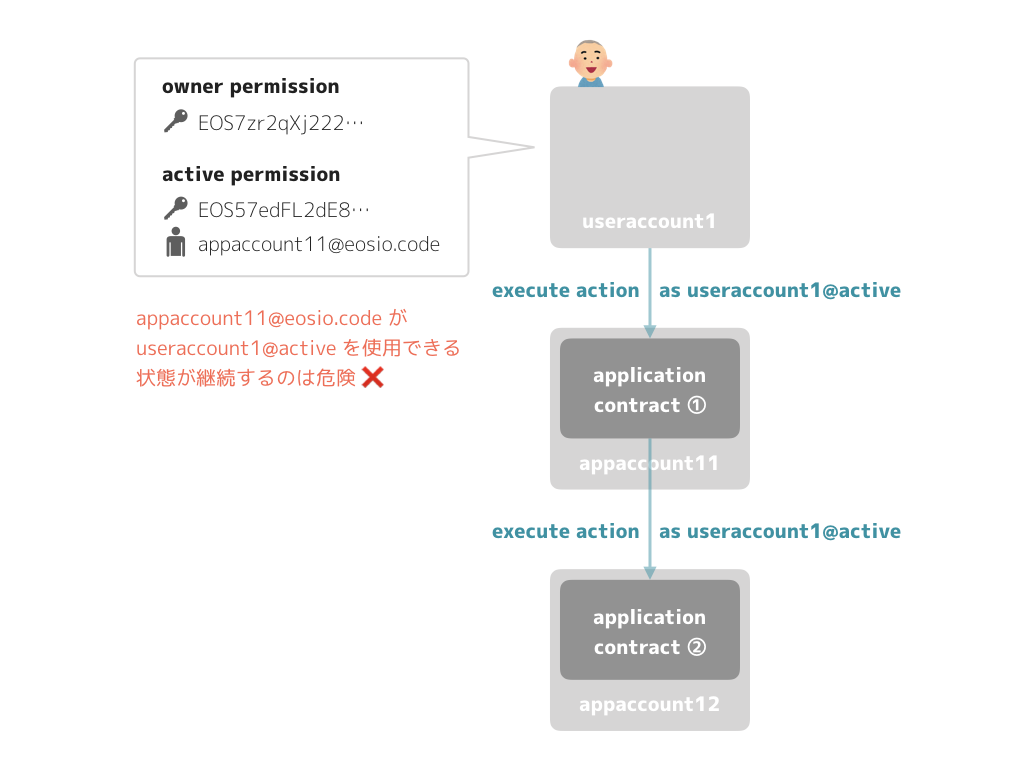 owner permission
EOS7zr2qXj222…
active permission
EOS57edFL2dE8…
appaccount11@eosio.code
appaccount11@eosio.code が
useraccount1@active を使用できる
状態が継続するのは危険 ❌
useraccount1
execute action as useraccount1@active
application
contract ①
appaccount11
execute action as useraccount1@active
application
contract ②
appaccount12